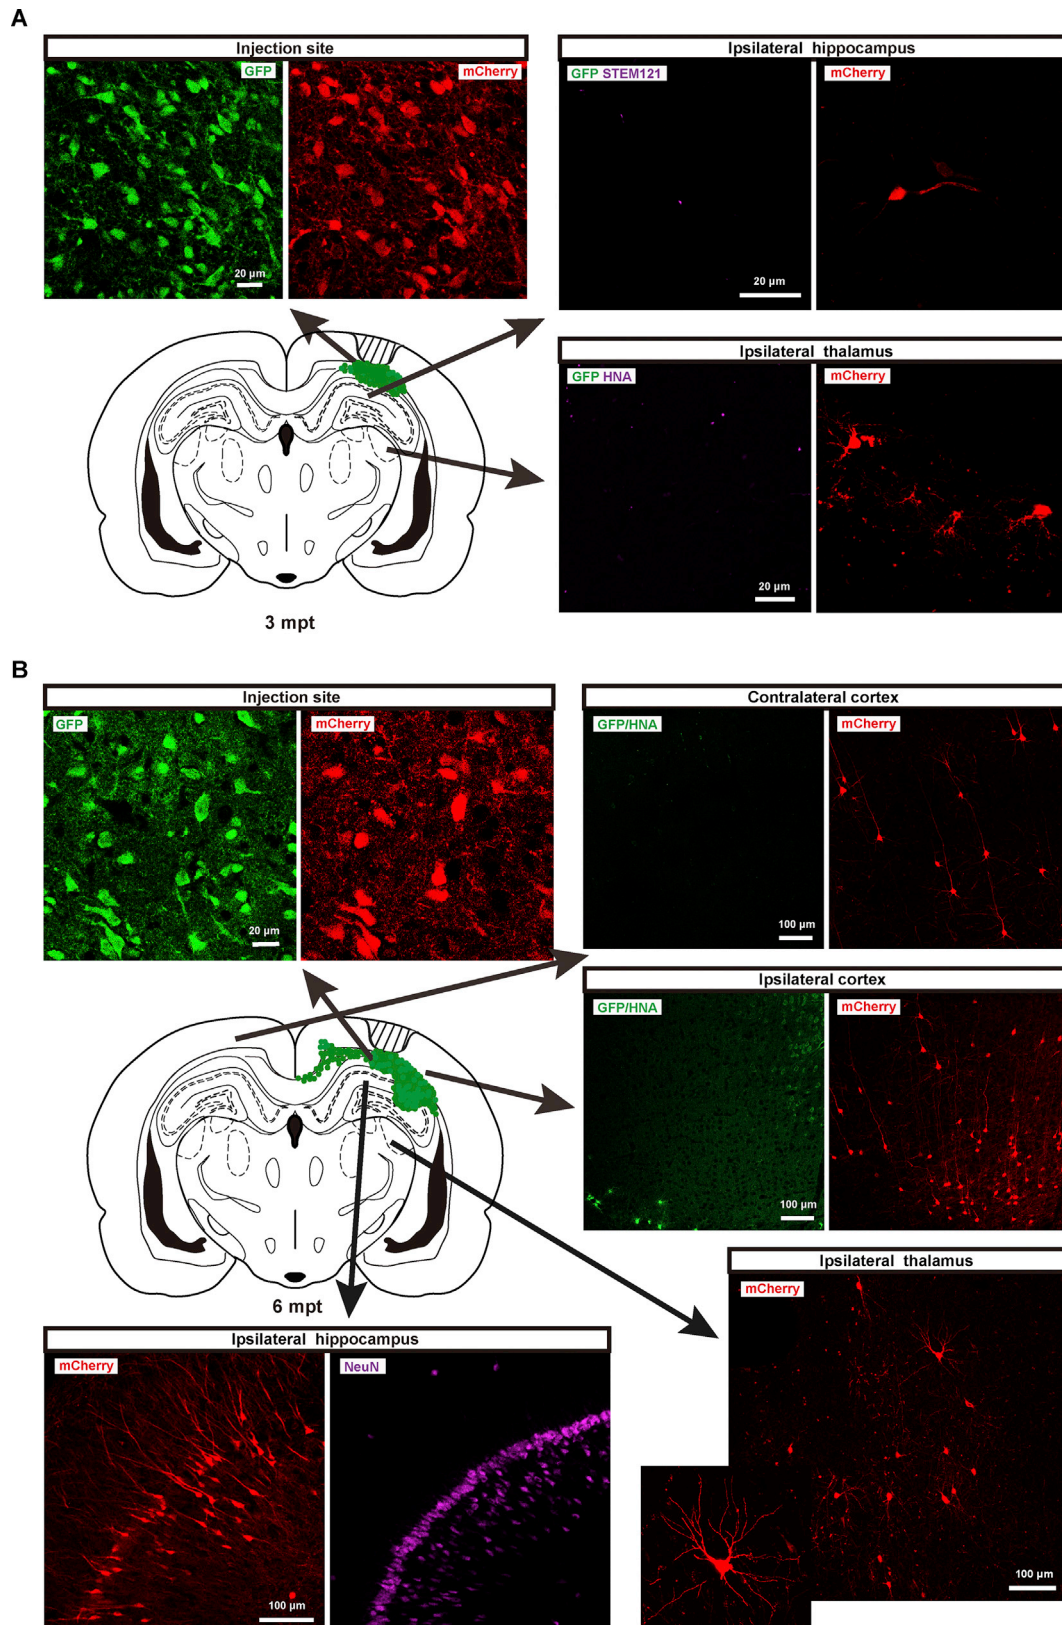 A
Injection site
GFP
mCherry
20 µm
Ipsilateral hippocampus
GFP STEM121
mCherry
20 µm
Ipsilateral thalamus
GFP HNA
mCherry
20 µm
3 mpt
B
Injection site
GFP
mCherry
20 µm
Contralateral cortex
GFP/HNA
mCherry
100 µm
Ipsilateral cortex
GFP/HNA
mCherry
100 µm
6 mpt
Ipsilateral thalamus
mCherry
100 µm
Ipsilateral hippocampus
mCherry
NeuN
100 µm